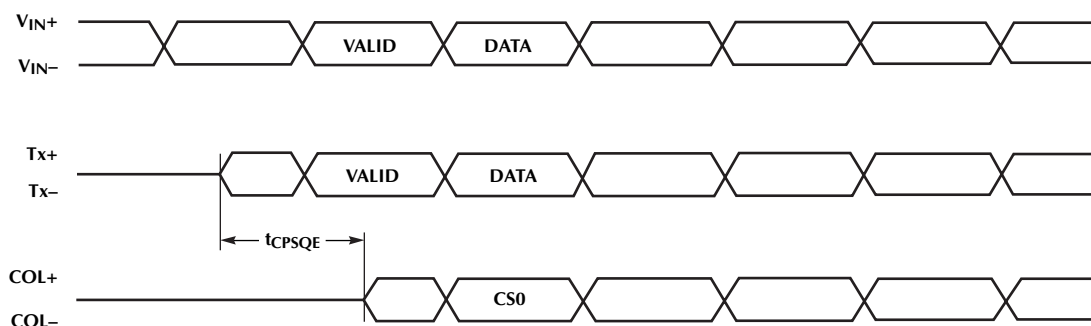 VIN+
VIN–
VALID DATA
Tx+
Tx–
VALID DATA
tCPSQE
COL+
COL–
CS0